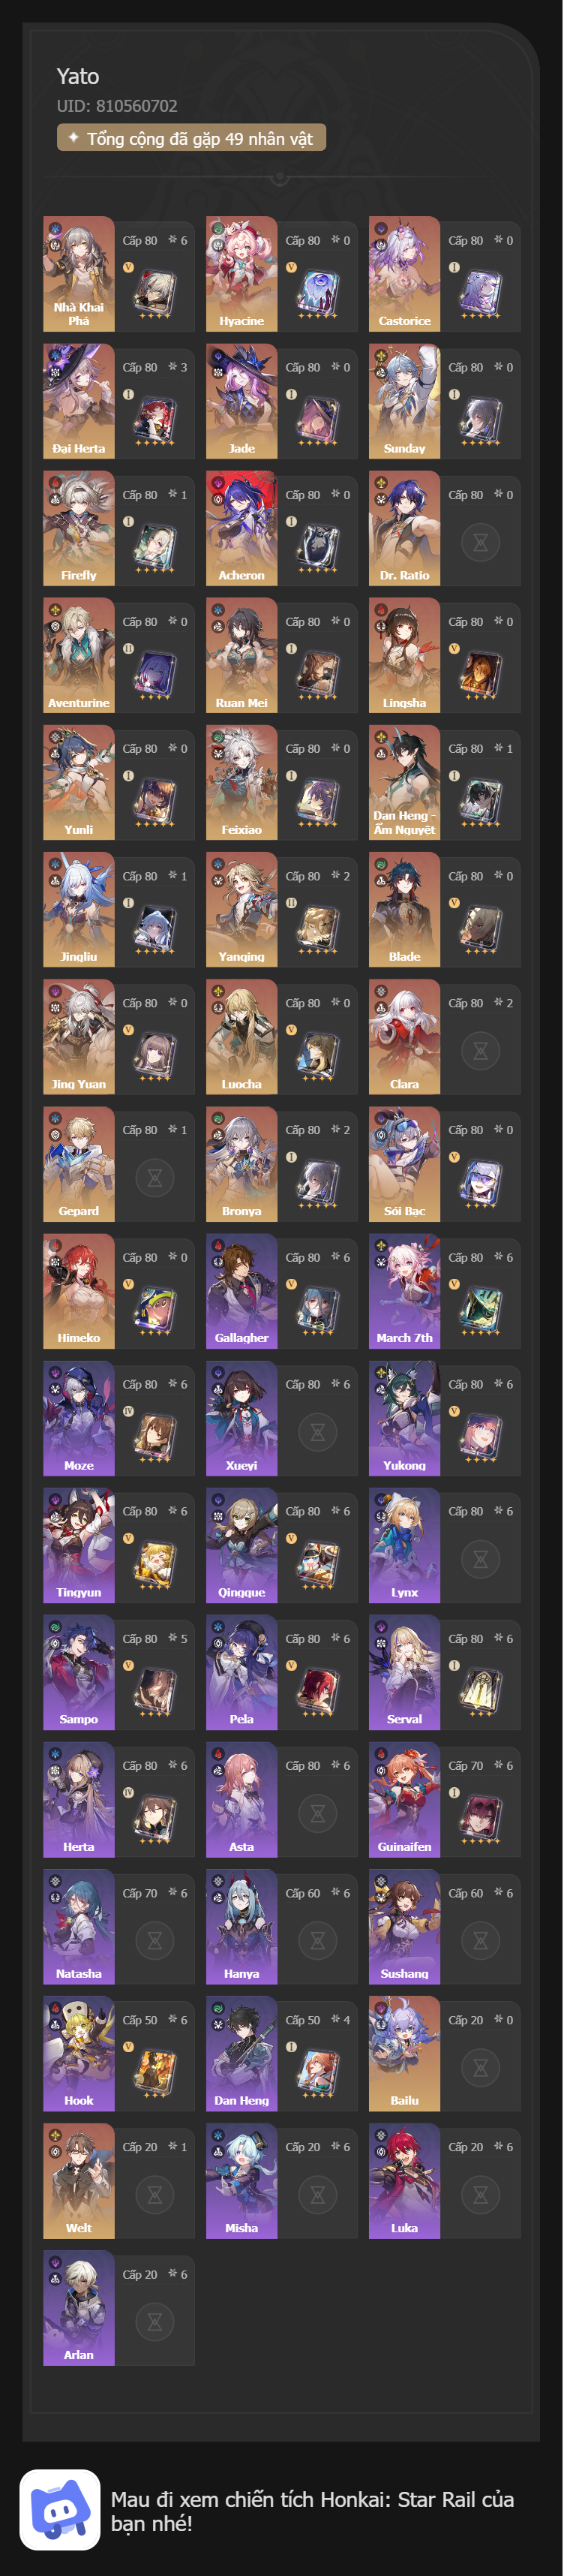 Yato
UID: 810560702
Tổng cộng đã gặp 49 nhân vật
Cấp 80 6
V
Nhà Khai Phá
Cấp 80 0
V
Hyacine
Cấp 80 0
I
Castorice
Cấp 80 3
I
Đại Herta
Cấp 80 0
I
Jade
Cấp 80 0
I
Sunday
Cấp 80 1
I
Firefly
Cấp 80 0
I
Acheron
Cấp 80 0
Dr. Ratio
Cấp 80 0
II
Aventurine
Cấp 80 0
I
Ruan Mei
Cấp 80 0
V
Lingsha
Cấp 80 0
I
Yunli
Cấp 80 0
I
Feixiao
Cấp 80 1
I
Dan Heng -
Ẩm Nguyệt
Cấp 80 1
I
Jingliu
Cấp 80 2
II
Yanqing
Cấp 80 0
V
Blade
Cấp 80 0
V
Jing Yuan
Cấp 80 0
V
Luocha
Cấp 80 2
Clara
Cấp 80 1
Gepard
Cấp 80 2
I
Bronya
Cấp 80 0
V
Sói Bạc
Cấp 80 0
V
Himeko
Cấp 80 6
V
Gallagher
Cấp 80 6
V
March 7th
Cấp 80 6
IV
Moze
Cấp 80 6
Xueyi
Cấp 80 6
V
Yukong
Cấp 80 6
V
Tingyun
Cấp 80 6
V
Qingque
Cấp 80 6
Lynx
Cấp 80 5
V
Sampo
Cấp 80 6
V
Pela
Cấp 80 6
I
Serval
Cấp 80 6
IV
Herta
Cấp 80 6
Asta
Cấp 70 6
I
Guinaifen
Cấp 70 6
Natasha
Cấp 60 6
Hanya
Cấp 60 6
Sushang
Cấp 50 6
V
Hook
Cấp 50 4
I
Dan Heng
Cấp 20 0
Bailu
Cấp 20 1
Welt
Cấp 20 6
Misha
Cấp 20 6
Luka
Cấp 20 6
Arlan
Mau đi xem chiến tích Honkai: Star Rail của
bạn nhé!